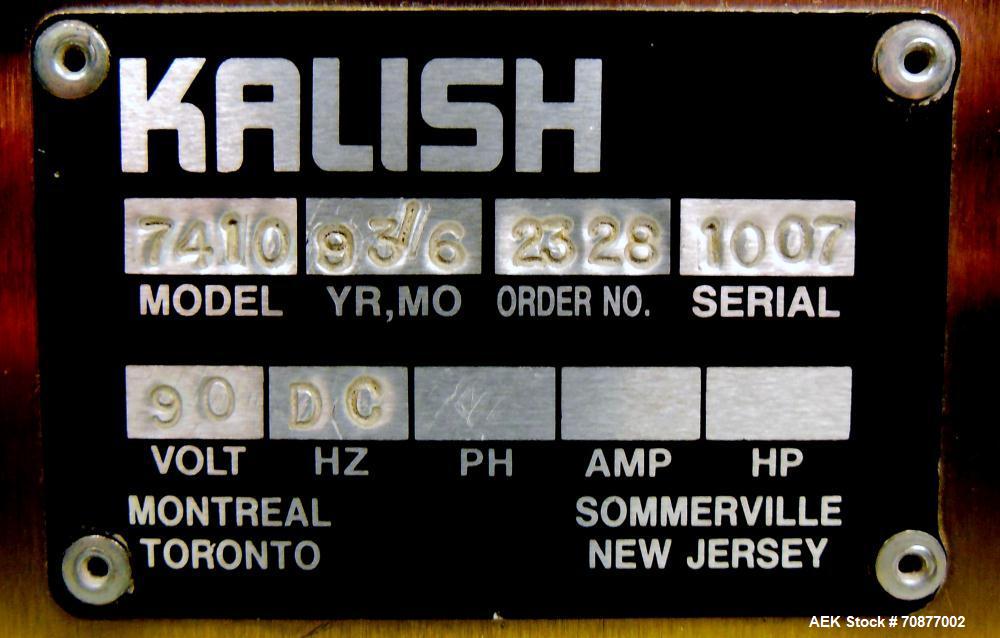 KALISH
7410 93/6 2328 1007
MODEL YR,MO ORDER NO. SERIAL
90 DC
VOLT HZ PH AMP HP
MONTREAL SOMMERVILLE
TORONTO NEW JERSEY
AEK Stock # 70877002